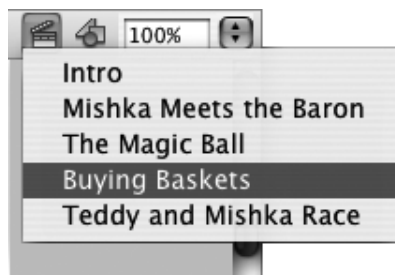 100%
Intro
Mishka Meets the Baron
The Magic Ball
Buying Baskets
Teddy and Mishka Race